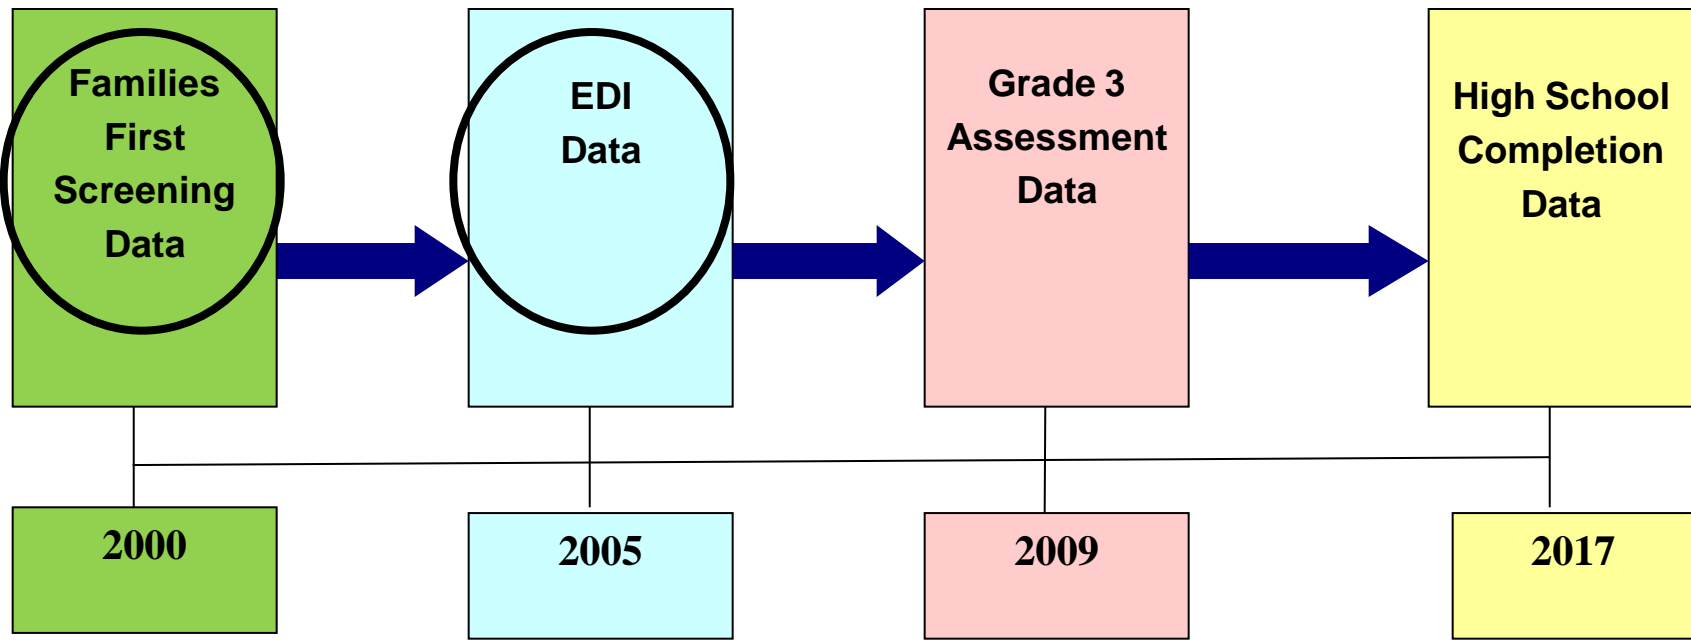 Families
First
Screening
Data
EDI
Data
Grade 3
Assessment
Data
High School
Completion
Data
2000
2005
2009
2017